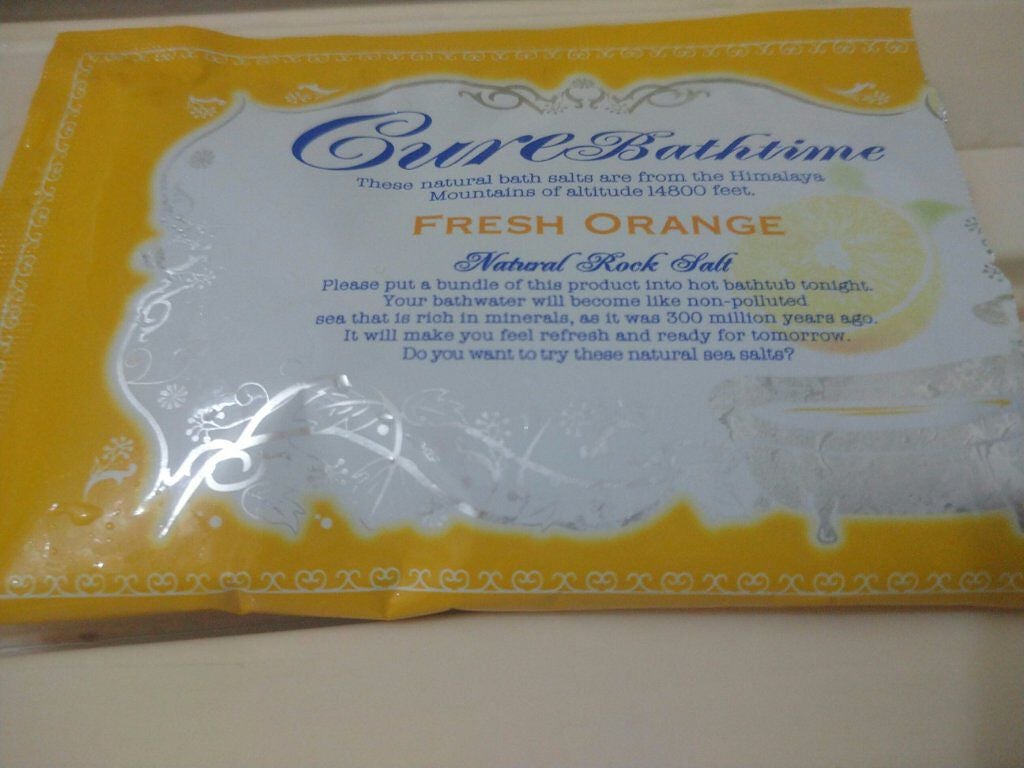 Cure Bathtime
These natural bath salts are from the Himalaya
Mountains of altitude 14800 feet.
FRESH ORANGE
Natural Rock Salt
Please put a bundle of this product into hot bathtub tonight.
Your bathwater will become like non-polluted
sea that is rich in minerals, as it was 300 million years ago.
It will make you feel refresh and ready for tomorrow.
Do you want to try these natural sea salts?